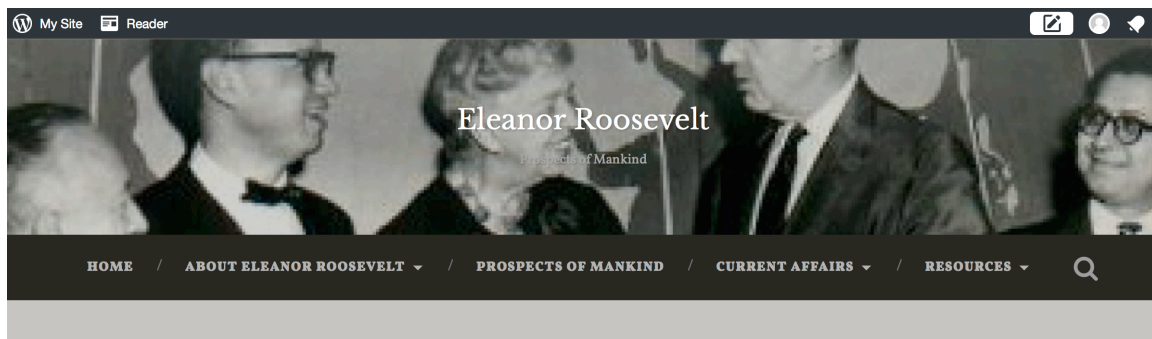 My Site Reader
Eleanor Roosevelt
Prospects of Mankind
HOME / ABOUT ELEANOR ROOSEVELT / PROSPECTS OF MANKIND / CURRENT AFFAIRS / RESOURCES